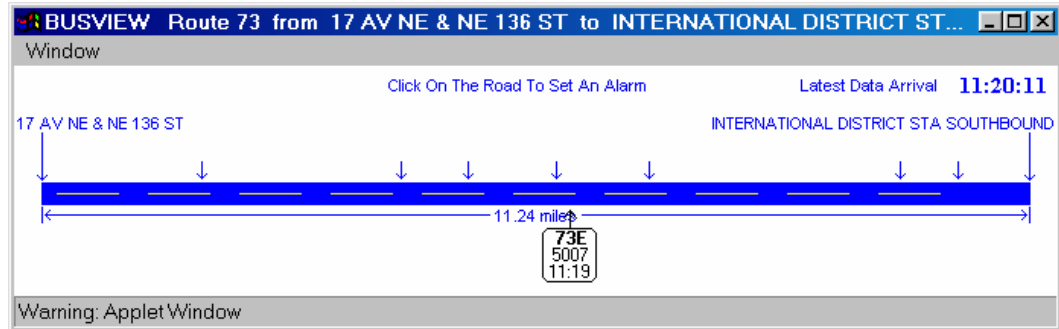 BUSVIEW Route 73 from 17 AV NE & NE 136 ST to INTERNATIONAL DISTRICT ST...
Window
Click On The Road To Set An Alarm
Latest Data Arrival 11:20:11
17 AV NE & NE 136 ST
INTERNATIONAL DISTRICT STA SOUTHBOUND
11.24 miles
73E
5007
11:19
Warning: Applet Window